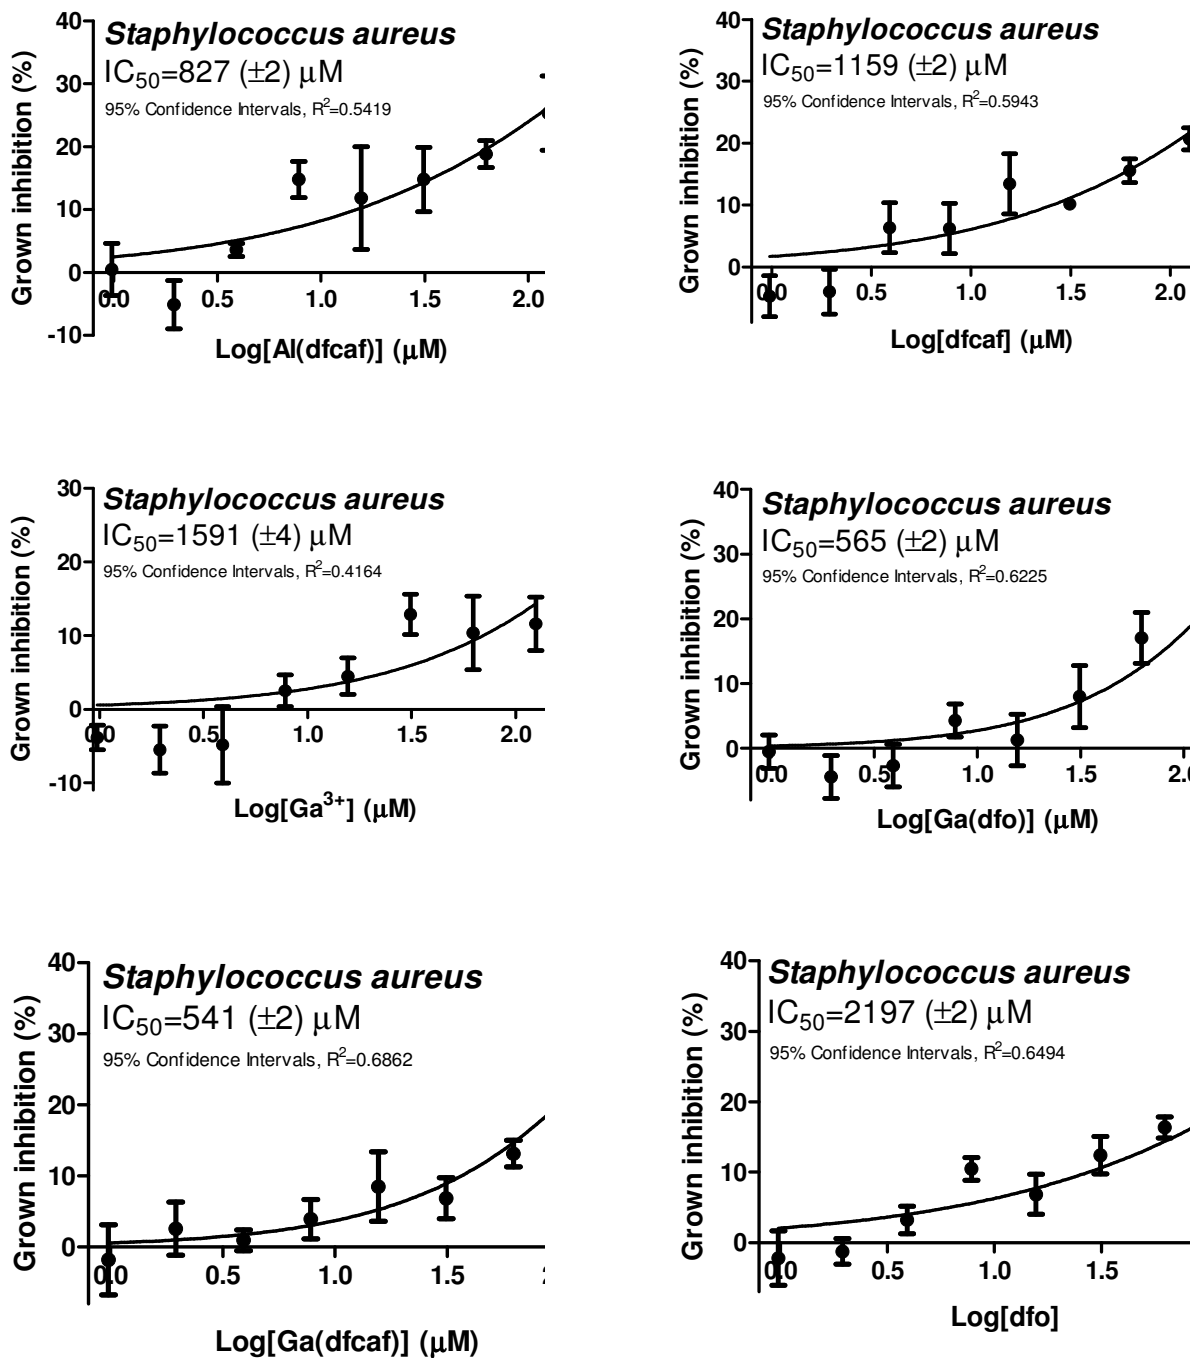 Staphylococcus aureus
IC50=827 (±2) µM
95% Confidence Intervals, R2=0.5419
Grown inhibition (%)
40
30
20
10
0
-10
0.0 0.5 1.0 1.5 2.0
Log[Al(dfcaf)] (µM)
Staphylococcus aureus
IC50=1159 (±2) µM
95% Confidence Intervals, R2=0.5943
Grown inhibition (%)
40
30
20
10
0
0.0 0.5 1.0 1.5 2.0
Log[dfcaf] (µM)
Staphylococcus aureus
IC50=1591 (±4) µM
95% Confidence Intervals, R2=0.4164
Grown inhibition (%)
30
20
10
0
-10
0.0 0.5 1.0 1.5 2.0
Log[Ga3+] (µM)
Staphylococcus aureus
IC50=565 (±2) µM
95% Confidence Intervals, R2=0.6225
Grown inhibition (%)
40
30
20
10
0
0.0 0.5 1.0 1.5 2.0
Log[Ga(dfo)] (µM)
Staphylococcus aureus
IC50=541 (±2) µM
95% Confidence Intervals, R2=0.6862
Grown inhibition (%)
40
30
20
10
0
0.0 0.5 1.0 1.5
Log[Ga(dfcaf)] (µM)
Staphylococcus aureus
IC50=2197 (±2) µM
95% Confidence Intervals, R2=0.6494
Grown inhibition (%)
40
30
20
10
0
0.0 0.5 1.0 1.5
Log[dfo]